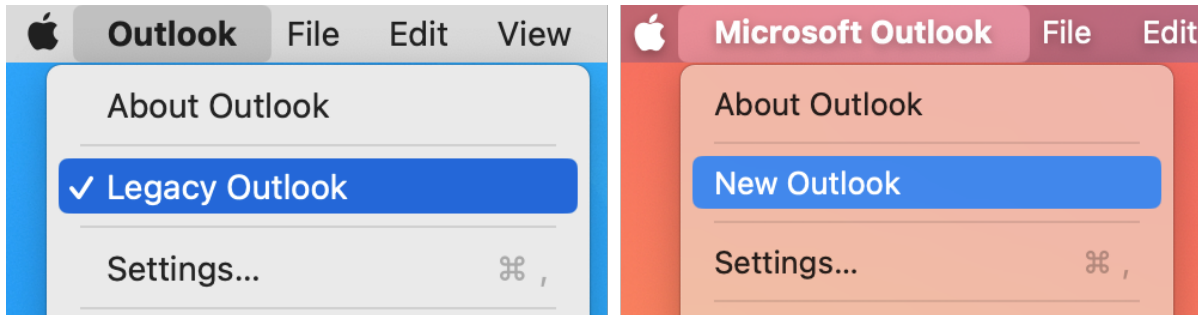 Outlook File Edit View
About Outlook
✓ Legacy Outlook
Settings... ⌘ ,
Microsoft Outlook File Edit
About Outlook
New Outlook
Settings... ⌘ ,